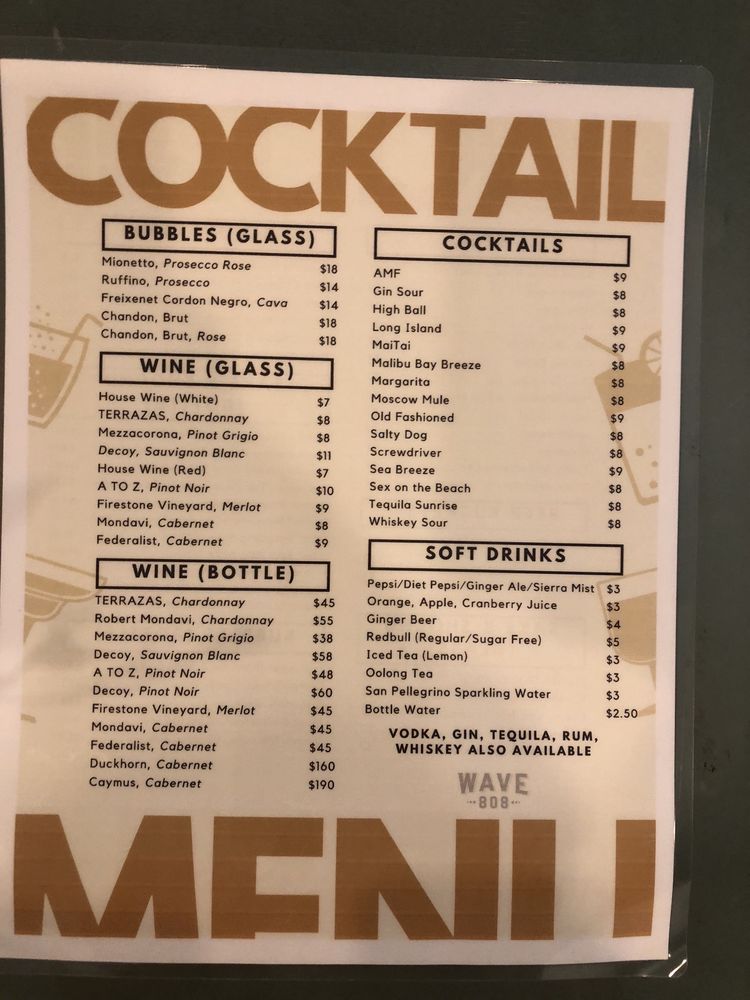 COCKTAIL
BUBBLES (GLASS)
Mionetto, Prosecco Rose $18
Ruffino, Prosecco $14
Freixenet Cordon Negro, Cava $14
Chandon, Brut $18
Chandon, Brut, Rose $18
WINE (GLASS)
House Wine (White) $7
TERRAZAS, Chardonnay $8
Mezzacorona, Pinot Grigio $8
Decoy, Sauvignon Blanc $11
House Wine (Red) $7
A TO Z, Pinot Noir $10
Firestone Vineyard, Merlot $9
Mondavi, Cabernet $8
Federalist, Cabernet $9
WINE (BOTTLE)
TERRAZAS, Chardonnay $45
Robert Mondavi, Chardonnay $55
Mezzacorona, Pinot Grigio $38
Decoy, Sauvignon Blanc $58
A TO Z, Pinot Noir $48
Decoy, Pinot Noir $60
Firestone Vineyard, Merlot $45
Mondavi, Cabernet $45
Federalist, Cabernet $45
Duckhorn, Cabernet $160
Caymus, Cabernet $190
COCKTAILS
AMF $9
Gin Sour $8
High Ball $8
Long Island $9
MaiTai $9
Malibu Bay Breeze $8
Margarita $8
Moscow Mule $8
Old Fashioned $9
Salty Dog $8
Screwdriver $8
Sea Breeze $9
Sex on the Beach $8
Tequila Sunrise $8
Whiskey Sour $8
SOFT DRINKS
Pepsi/Diet Pepsi/Ginger Ale/Sierra Mist $3
Orange, Apple, Cranberry Juice $3
Ginger Beer $4
Redbull (Regular/Sugar Free) $5
Iced Tea (Lemon) $3
Oolong Tea $3
San Pellegrino Sparkling Water $3
Bottle Water $2.50
VODKA, GIN, TEQUILA, RUM,
WHISKEY ALSO AVAILABLE
WAVE
808
MENU